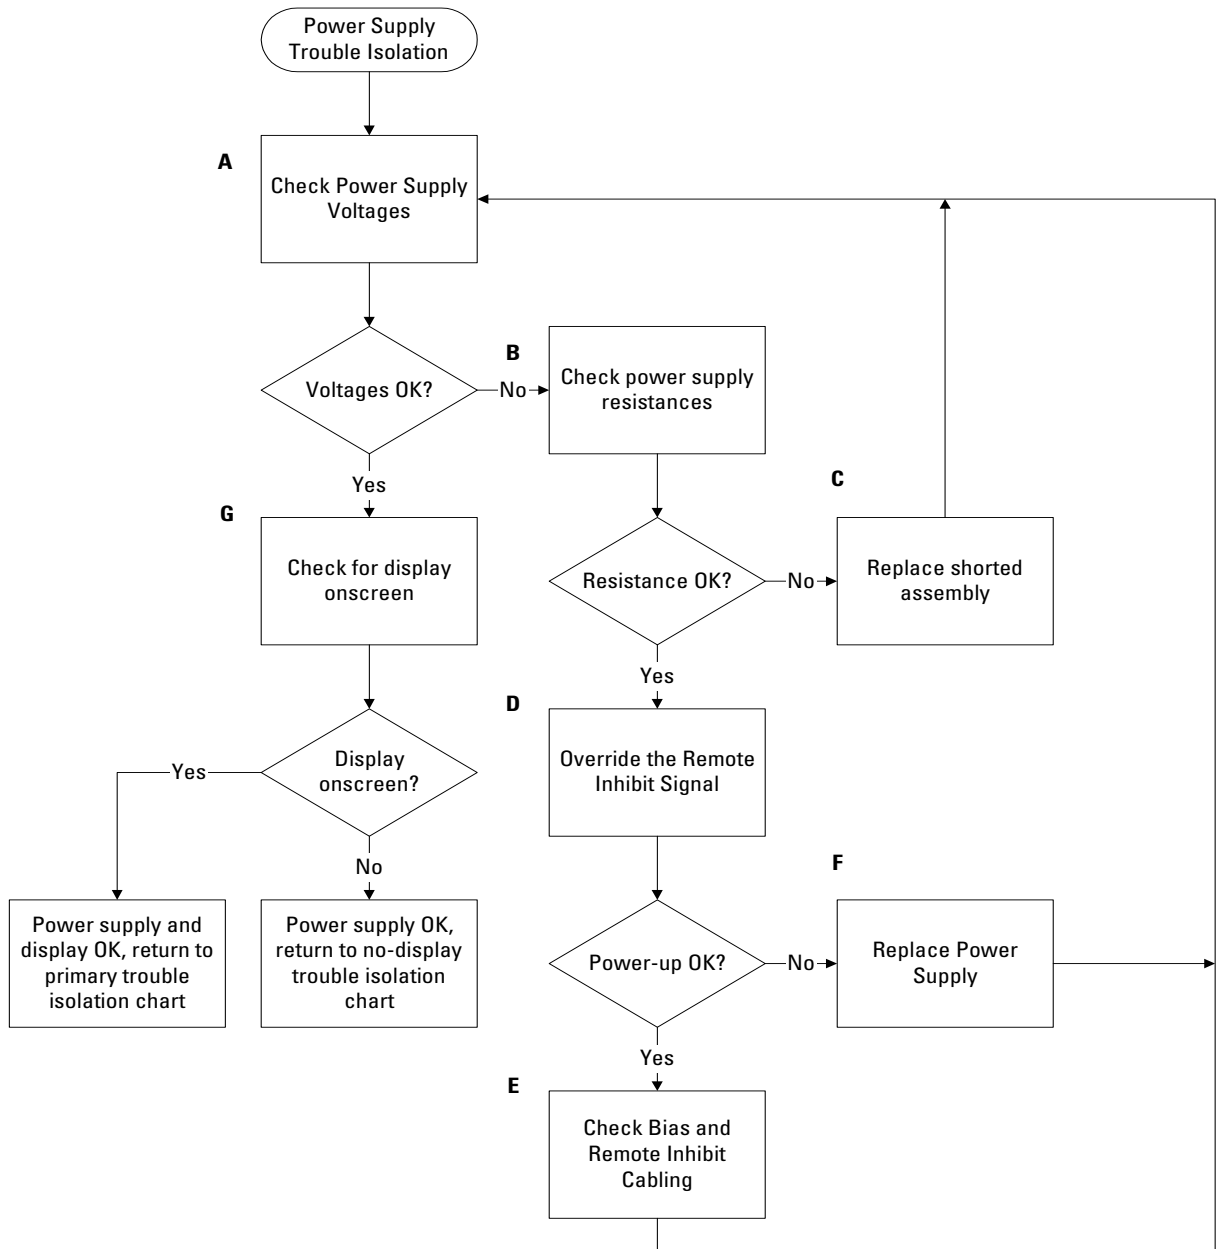 Power Supply
Trouble Isolation
A
Check Power Supply
Voltages
Voltages OK?
No
B
Check power supply
resistances
Yes
G
Check for display
onscreen
Resistance OK?
No
C
Replace shorted
assembly
Yes
D
Override the Remote
Inhibit Signal
Display
onscreen?
Yes
No
Power supply and
display OK, return to
primary trouble
isolation chart
Power supply OK,
return to no-display
trouble isolation
chart
Power-up OK?
No
F
Replace Power
Supply
Yes
E
Check Bias and
Remote Inhibit
Cabling